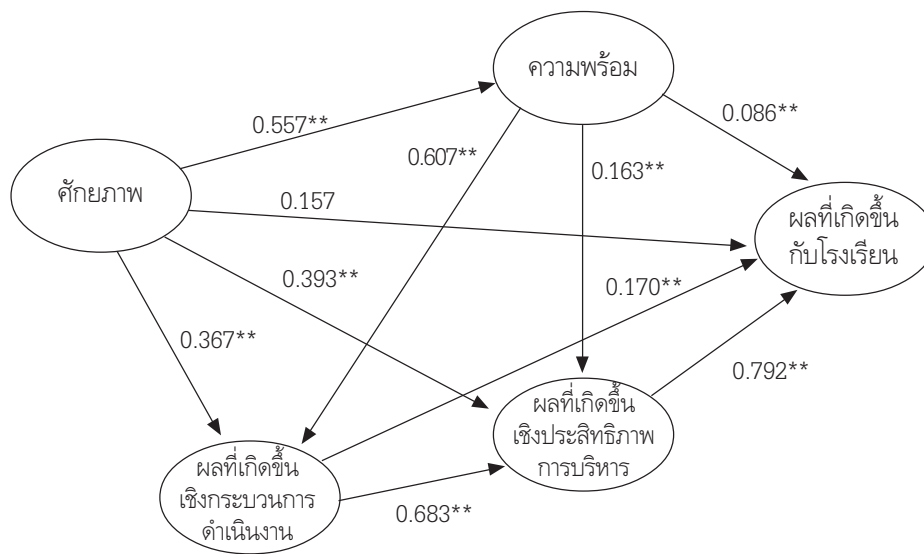 ความพร้อม
0.557**
0.607**
0.086**
0.163**
ศักยภาพ
0.157
ผลที่เกิดขึ้น
กับโรงเรียน
0.393**
0.170**
0.367**
0.792**
ผลที่เกิดขึ้น
เชิงประสิทธิภาพ
การบริหาร
ผลที่เกิดขึ้น
เชิงกระบวนการ
ดำเนินงาน
0.683**